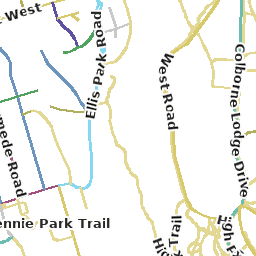 West
Ellis Park Road
West Road
Colborne Lodge Drive
mede Road
ennie Park Trail
Trail
High